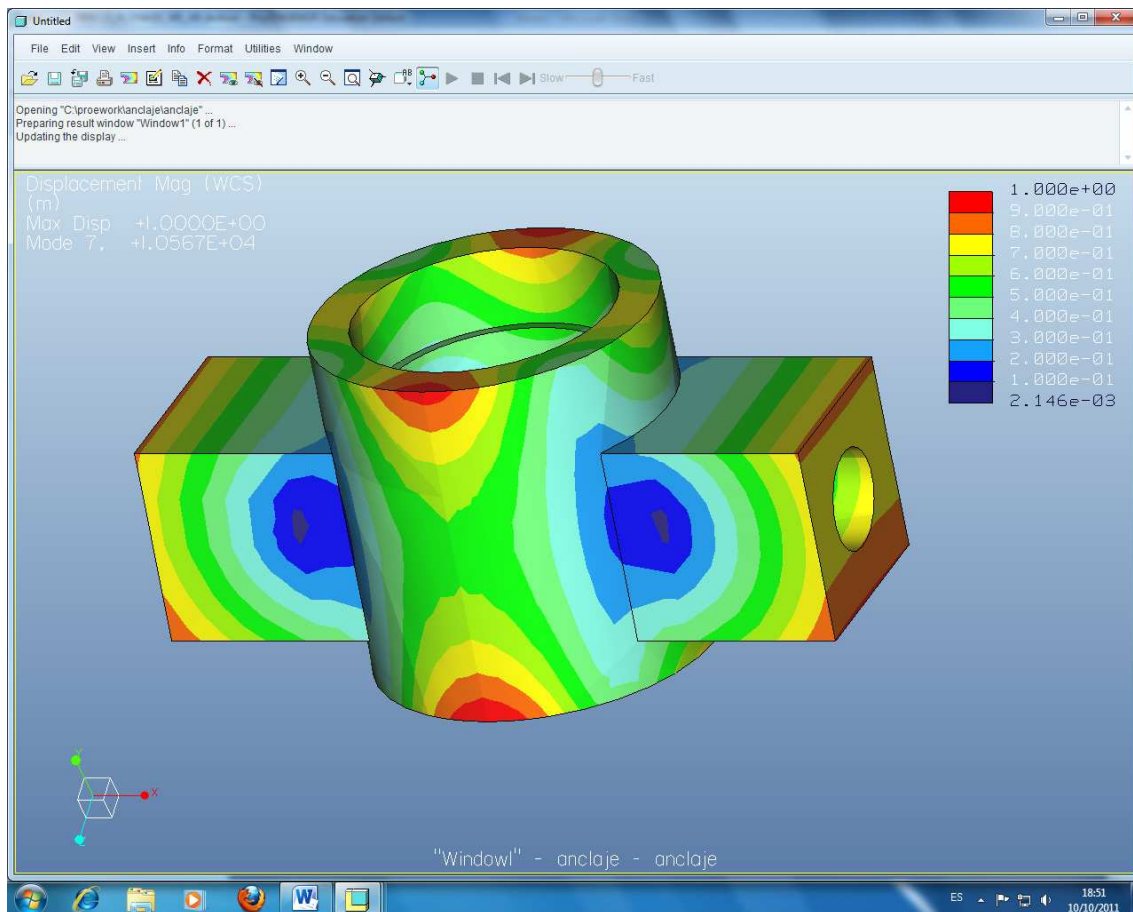 Untitled
File Edit View Insert Info Format Utilities Window
AB
Slow Fast
Opening "C:\proework\anclaje\anclaje" ...
Preparing result window "Window1" (1 of 1) ...
Updating the display ...
Displacement Mag (WCS)
(m)
Max Disp +1.0000E+00
Mode 7, +1.0567E+04
1.000e+00
9.000e-01
8.000e-01
7.000e-01
6.000e-01
5.000e-01
4.000e-01
3.000e-01
2.000e-01
1.000e-01
2.146e-03
Y
X
Z
"Window1" - anclaje - anclaje
W
ES
18:51
10/10/2011